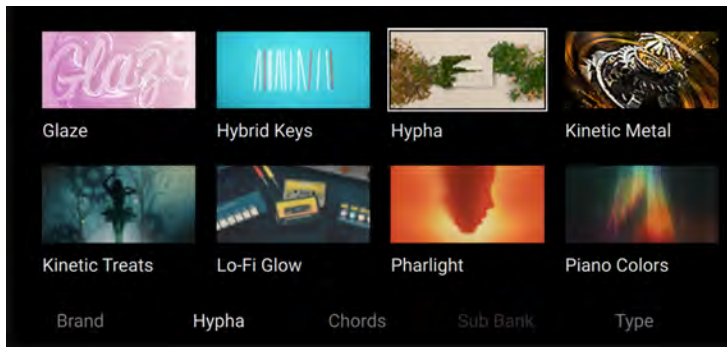 Glaze
Glaze Hybrid Keys Hypha Kinetic Metal
Kinetic Treats Lo-Fi Glow Pharlight Piano Colors
Brand Hypha Chords Sub Bank Type